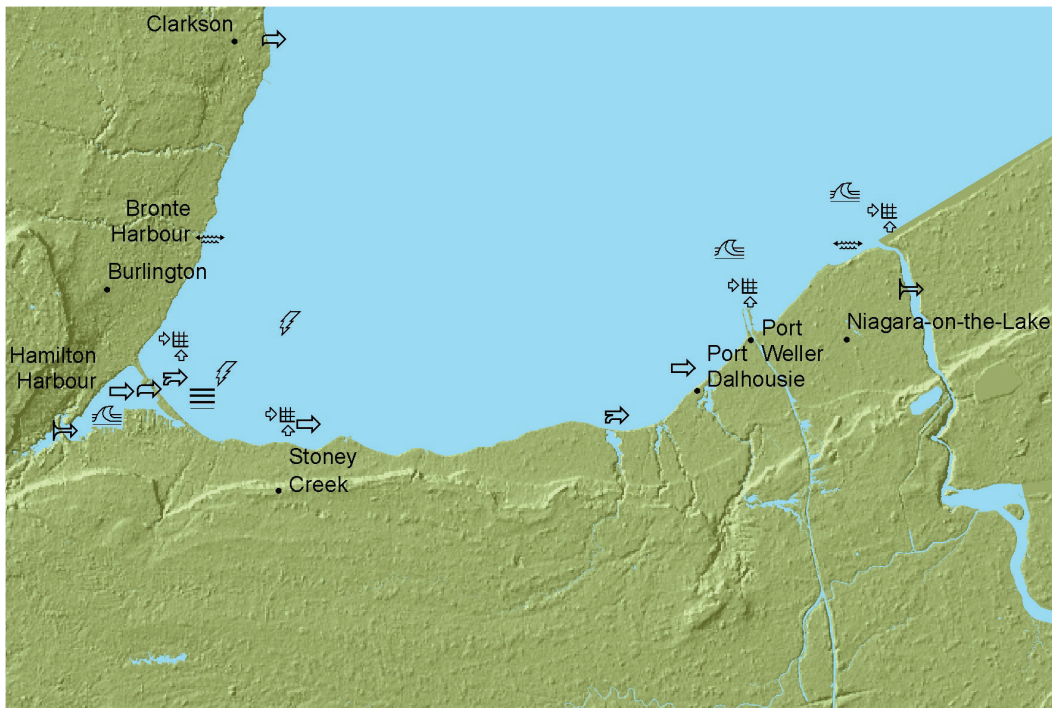 Clarkson
Bronte
Harbour
Burlington
Hamilton
Harbour
Stoney
Creek
Port
Dalhousie
Port
Weller
Niagara-on-the-Lake